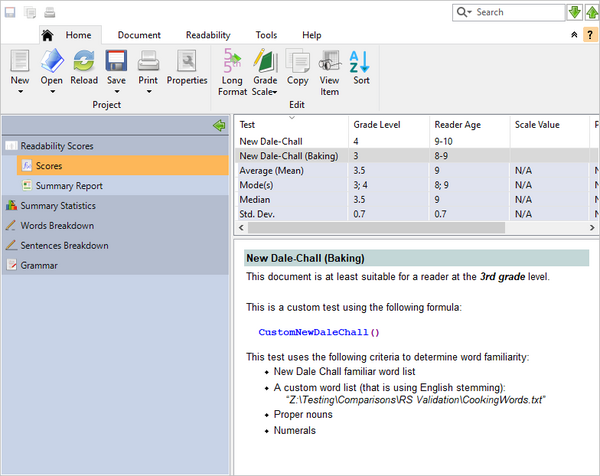 Search
Home Document Readability Tools Help ?
New Open Reload Save Print Properties Long Format Grade Scale Copy View Item Sort
Project Edit
Readability Scores
Scores
Summary Report
Summary Statistics
Words Breakdown
Sentences Breakdown
Grammar
Test Grade Level Reader Age Scale Value P
New Dale-Chall 4 9-10
New Dale-Chall (Baking) 3 8-9
Average (Mean) 3.5 9 N/A N
Mode(s) 3; 4 8; 9 N/A N
Median 3.5 9 N/A N
Std. Dev. 0.7 0.7 N/A N
New Dale-Chall (Baking)
This document is at least suitable for a reader at the 3rd grade level.
This is a custom test using the following formula:
CustomNewDaleChall()
This test uses the following criteria to determine word familiarity:
New Dale Chall familiar word list
A custom word list (that is using English stemming):
"Z:\Testing\Comparisons\RS Validation\CookingWords.txt"
Proper nouns
Numerals